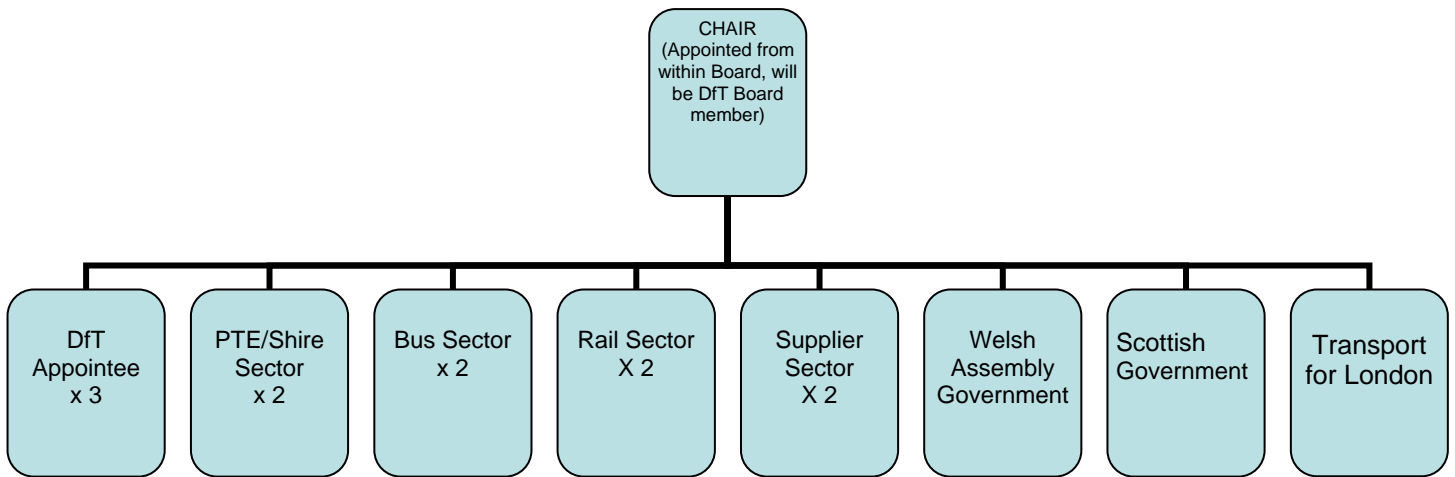 CHAIR
(Appointed from
within Board, will
be DfT Board
member)
DfT
Appointee
x 3
PTE/Shire
Sector
x 2
Bus Sector
x 2
Rail Sector
X 2
Supplier
Sector
X 2
Welsh
Assembly
Government
Scottish
Government
Transport
for London